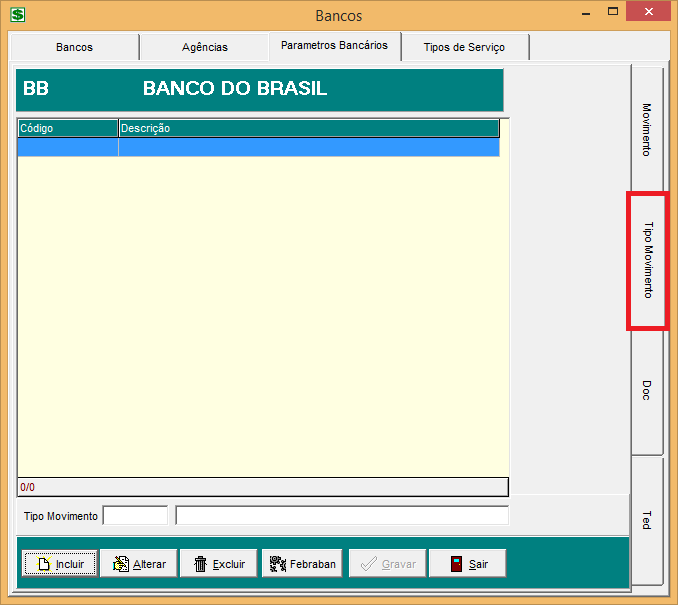 Bancos
Bancos
Agências
Parametros Bancários
Tipos de Serviço
BB BANCO DO BRASIL
Código Descrição
0/0
Tipo Movimento
Incluir
Alterar
Excluir
Febraban
Gravar
Sair
Movimento
Tipo Movimento
Doc
Ted